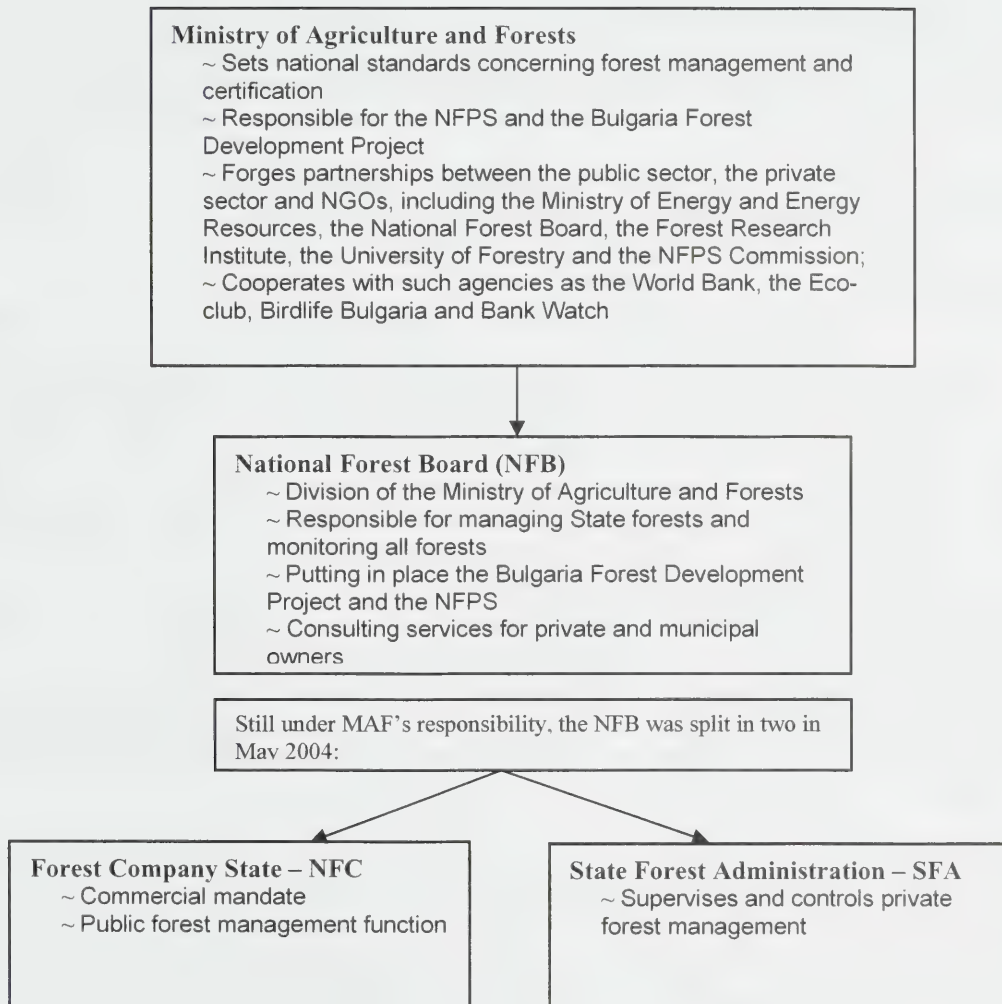 Ministry of Agriculture and Forests
~ Sets national standards concerning forest management and
certification
~ Responsible for the NFPS and the Bulgaria Forest
Development Project
~ Forges partnerships between the public sector, the private
sector and NGOs, including the Ministry of Energy and Energy
Resources, the National Forest Board, the Forest Research
Institute, the University of Forestry and the NFPS Commission;
~ Cooperates with such agencies as the World Bank, the Eco-
club, Birdlife Bulgaria and Bank Watch
National Forest Board (NFB)
~ Division of the Ministry of Agriculture and Forests
~ Responsible for managing State forests and
monitoring all forests
~ Putting in place the Bulgaria Forest Development
Project and the NFPS
~ Consulting services for private and municipal
owners
Still under MAF's responsibility, the NFB was split in two in
May 2004:
Forest Company State – NFC
~ Commercial mandate
~ Public forest management function
State Forest Administration – SFA
~ Supervises and controls private
forest management